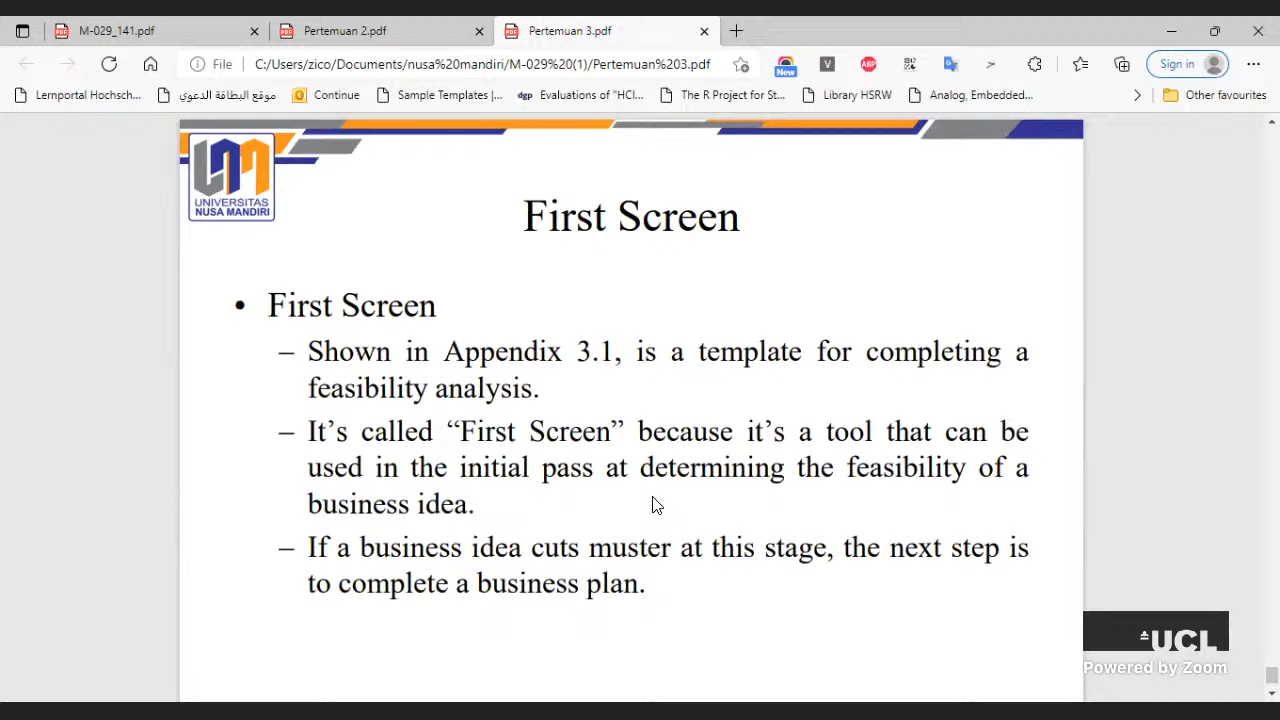 M-029_141.pdf
Pertemuan 2.pdf
Pertemuan 3.pdf
File
C:/Users/zico/Documents/nusa%20mandiri/M-029%20(1)/Pertemuan%203.pdf
New
V
ABP
Sign in
Lernportal Hochsch...
موقع البطاقة الدعوي
Continue
Sample Templates |...
dgp Evaluations of "HCI...
The R Project for St...
Library HSRW
Analog, Embedded...
Other favourites
UNIVERSITAS
NUSA MANDIRI
First Screen
• First Screen
– Shown in Appendix 3.1, is a template for completing a
feasibility analysis.
– It’s called “First Screen” because it’s a tool that can be
used in the initial pass at determining the feasibility of a
business idea.
– If a business idea cuts muster at this stage, the next step is
to complete a business plan.
UCL
Powered by Zoom